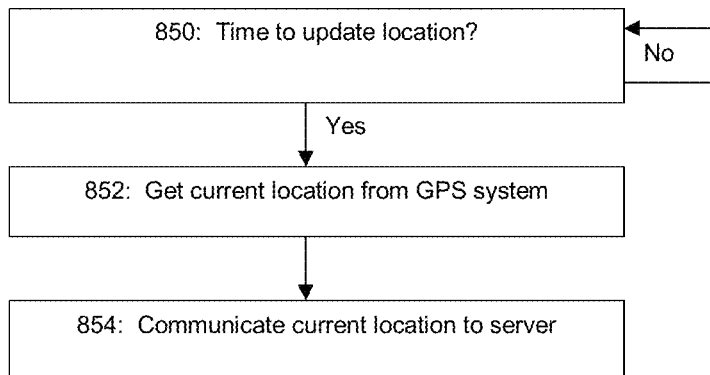 850: Time to update location?
No
Yes
852: Get current location from GPS system
854: Communicate current location to server